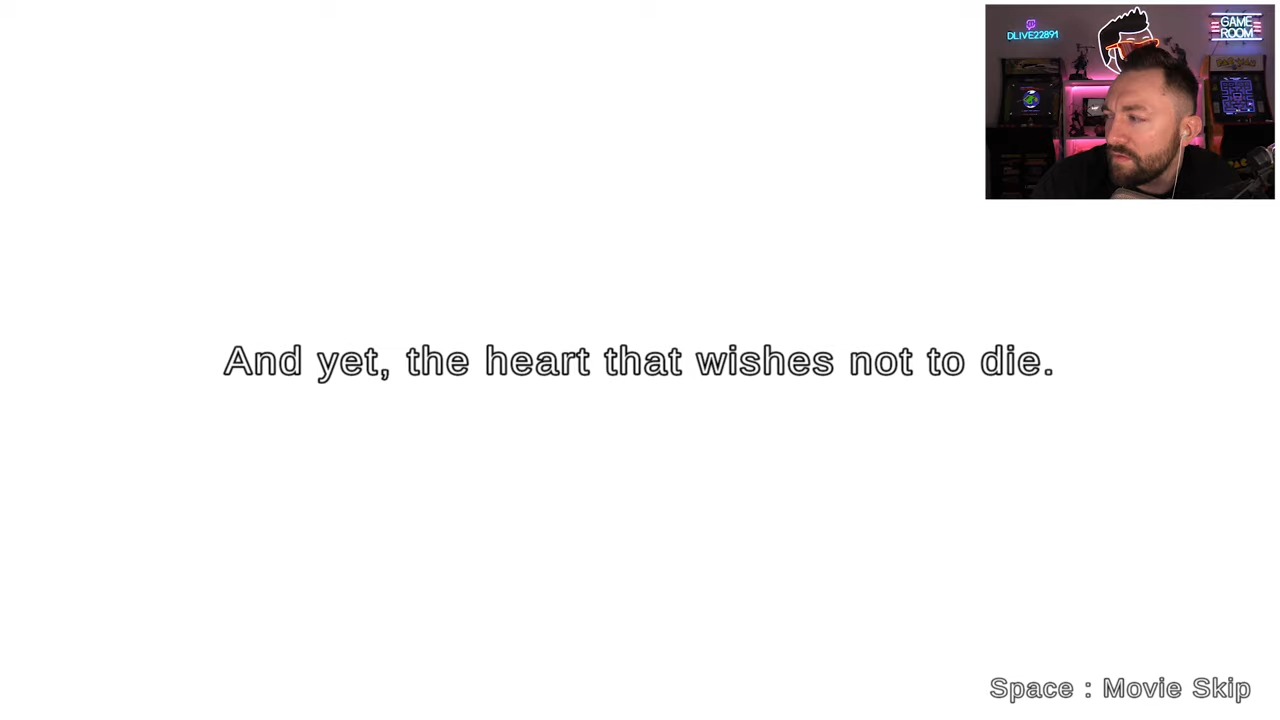 DLIVE22891
GAME
ROOM
And yet, the heart that wishes not to die.
Space : Movie Skip